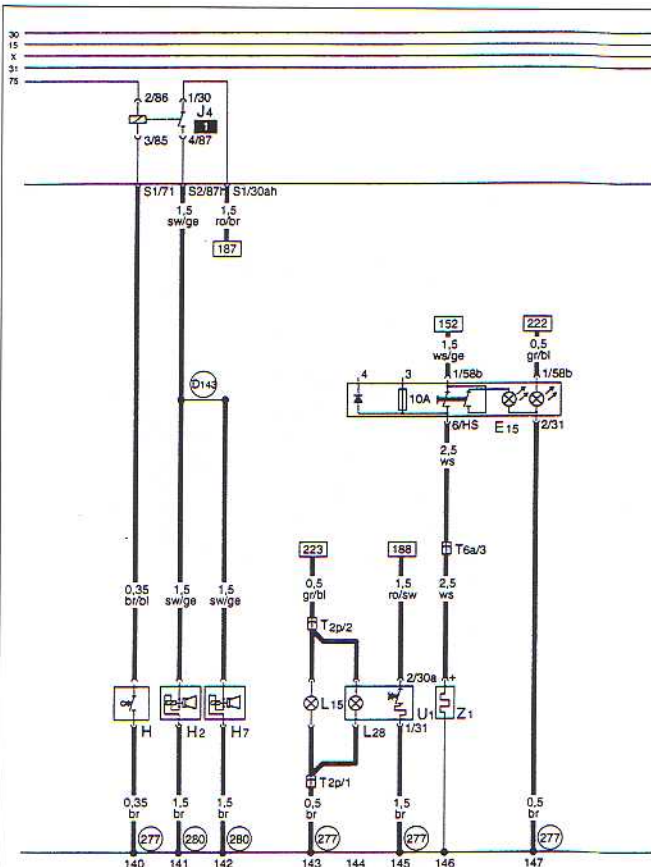 30
15
X
31
75
2/86 1/30
J4
1
3/85 4/87
S1/71 S2/87h S1/30ah
1,5 1,5
sw/ge ro/br
187
152 222
1,5 0,5
ws/ge gr/bl
4 3 1/58b 1/58b
10A
6/HS E15 2/31
D143
2,5
ws
T6a/3
223 188
0,35 1,5 1,5 0,5 1,5 2,5
br/bl sw/ge sw/ge gr/bl ro/sw ws
T2p/2
2/30a +
L15 U1 Z1
H H2 H7 L28 1/31
T2p/1
0,35 1,5 1,5 0,5 1,5 0,5
br br br br br br
277 280 280 277 277 277
140 141 142 143 144 145 146 147